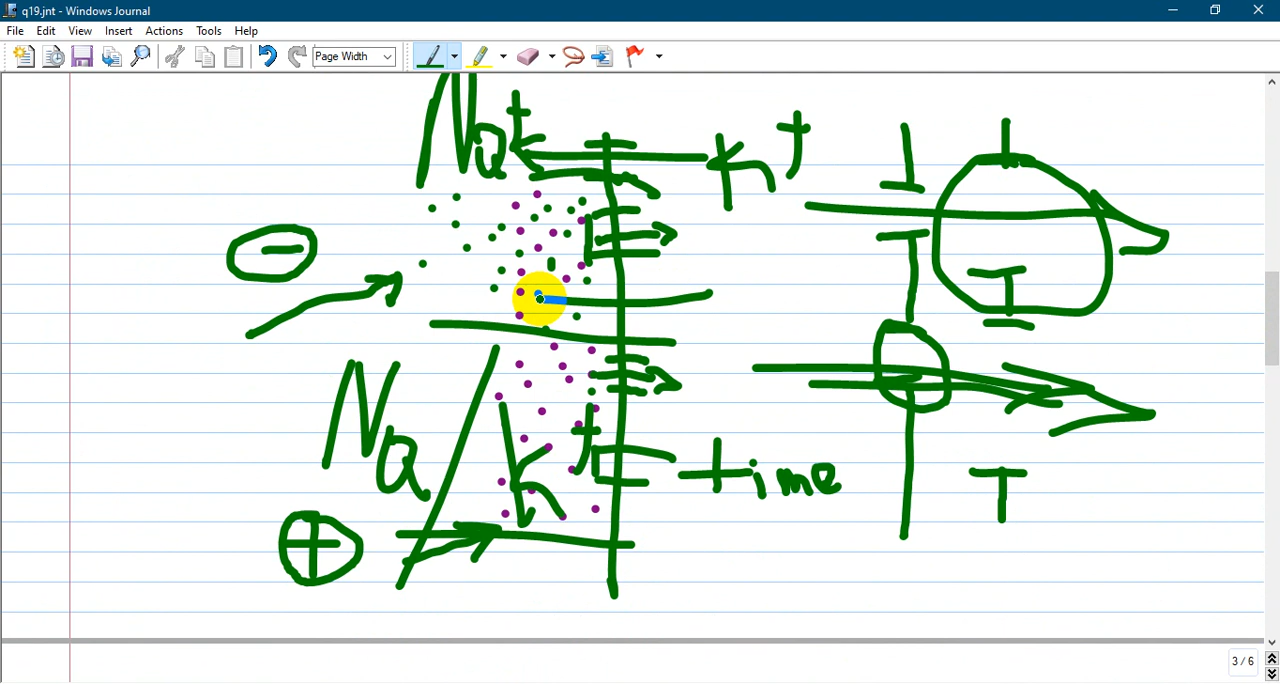 q19.jnt - Windows Journal
File Edit View Insert Actions Tools Help
Page Width
Na+ K+
−
Na/K+ time
+
3 / 6